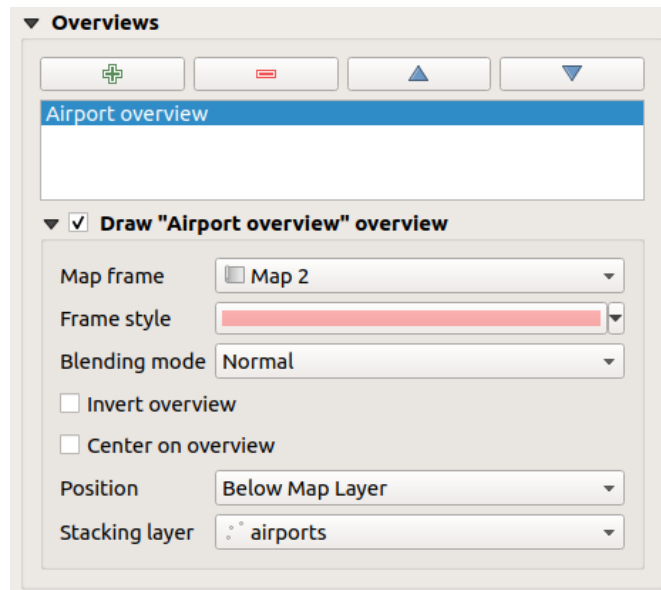 Overviews
Airport overview
Draw "Airport overview" overview
Map frame Map 2
Frame style
Blending mode Normal
Invert overview
Center on overview
Position Below Map Layer
Stacking layer airports